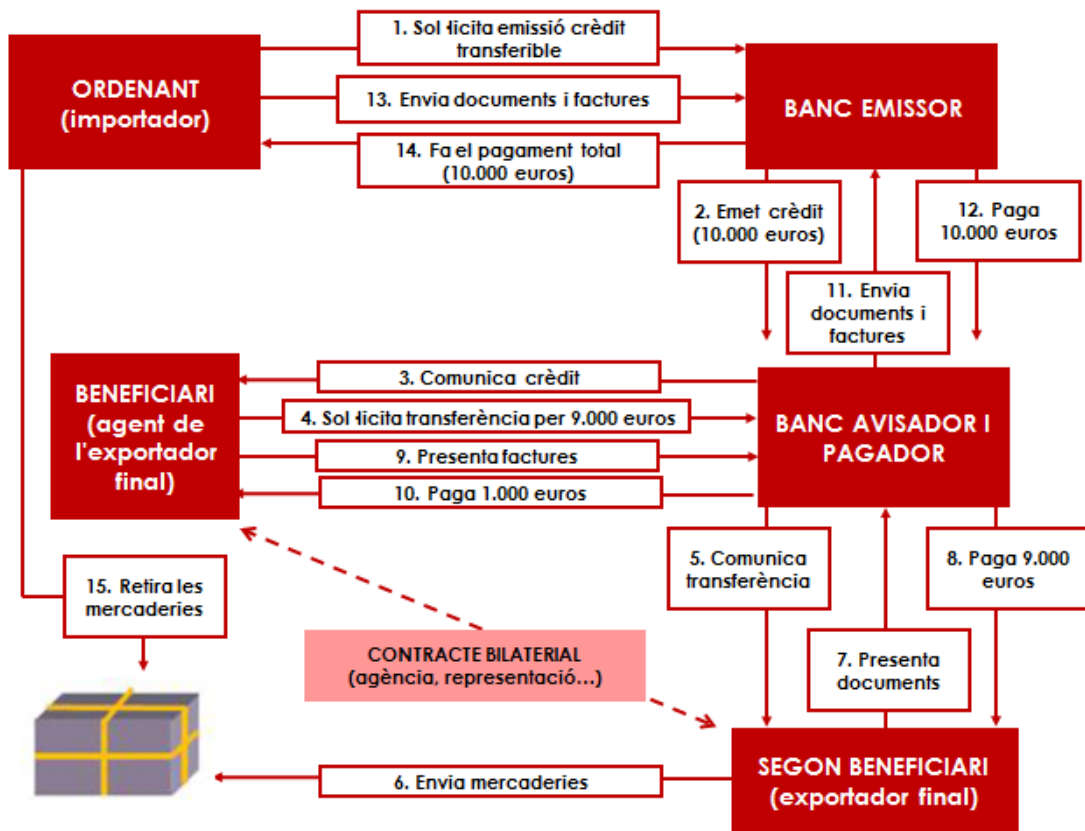 1. Sol·licita emissió crèdit
transferible
ORDENANT
(importador)
13. Envia documents i factures
BANC EMISSOR
14. Fa el pagament total
(10.000 euros)
2. Emet crèdit
(10.000 euros)
12. Paga
10.000 euros
11. Envia
documents i
factures
3. Comunica crèdit
BENEFICIARI
(agent de
l'exportador
final)
4. Sol·licita transferència per 9.000 euros
BANC AVISADOR I
PAGADOR
9. Presenta factures
10. Paga 1.000 euros
5. Comunica
transferència
8. Paga 9.000
euros
15. Retira les
mercaderies
CONTRACTE BILATERIAL
(agència, representació...)
7. Presenta
documents
6. Envia mercaderies
SEGON BENEFICIARI
(exportador final)